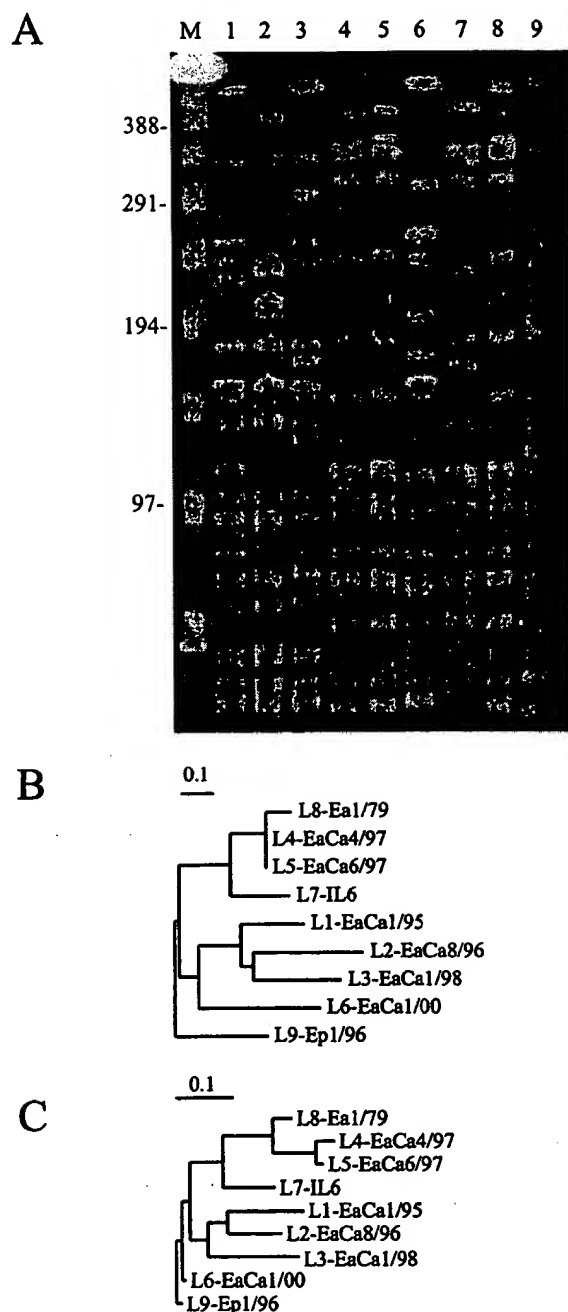 A
M 1 2 3 4 5 6 7 8 9
388-
291-
194-
97-
B
0.1
L8-Ea1/79
L4-EaCa4/97
L5-EaCa6/97
L7-IL6
L1-EaCa1/95
L2-EaCa8/96
L3-EaCa1/98
L6-EaCa1/00
L9-Ep1/96
C
0.1
L8-Ea1/79
L4-EaCa4/97
L5-EaCa6/97
L7-IL6
L1-EaCa1/95
L2-EaCa8/96
L3-EaCa1/98
L6-EaCa1/00
L9-Ep1/96